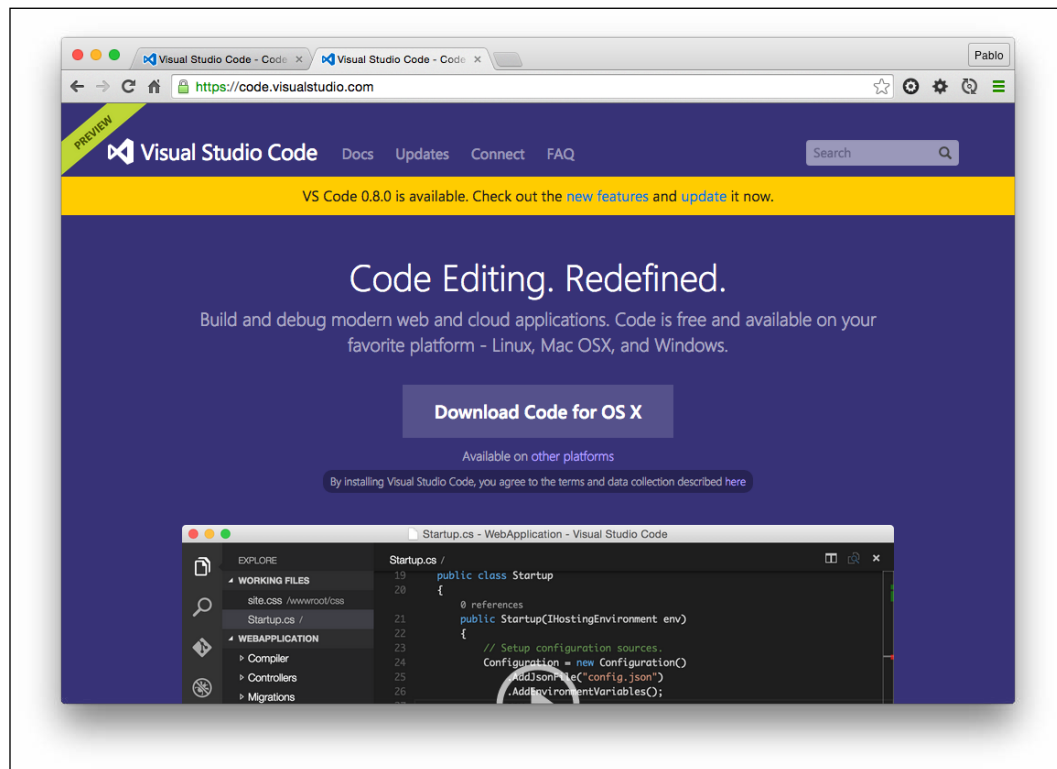 Visual Studio Code - Code
Visual Studio Code - Code
Pablo
https://code.visualstudio.com
PREVIEW
Visual Studio Code Docs Updates Connect FAQ Search
VS Code 0.8.0 is available. Check out the new features and update it now.
Code Editing. Redefined.
Build and debug modern web and cloud applications. Code is free and available on your
favorite platform - Linux, Mac OSX, and Windows.
Download Code for OS X
Available on other platforms
By installing Visual Studio Code, you agree to the terms and data collection described here
Startup.cs - WebApplication - Visual Studio Code
EXPLORE
WORKING FILES
site.css /wwwroot/css
Startup.cs /
WEBAPPLICATION
Compiler
Controllers
Migrations
Startup.cs /
19 public class Startup
20 {
0 references
21 public Startup(IHostingEnvironment env)
22 {
23 // Setup configuration sources.
24 Configuration = new Configuration()
25 .AddJsonFile("config.json")
26 .AddEnvironmentVariables();